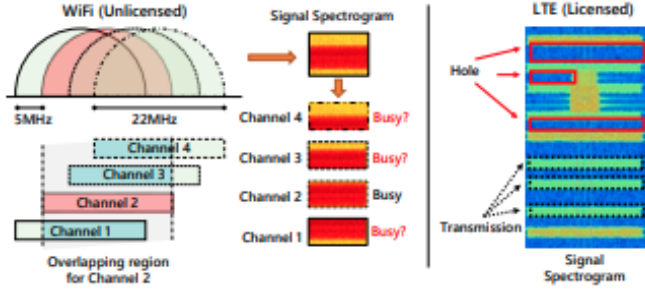 WiFi (Unlicensed)
5MHz
22MHz
Channel 4
Channel 3
Channel 2
Channel 1
Overlapping region
for Channel 2
Signal Spectrogram
Channel 4 Busy?
Channel 3 Busy?
Channel 2 Busy
Channel 1 Busy?
LTE (Licensed)
Hole
Transmission
Signal
Spectrogram